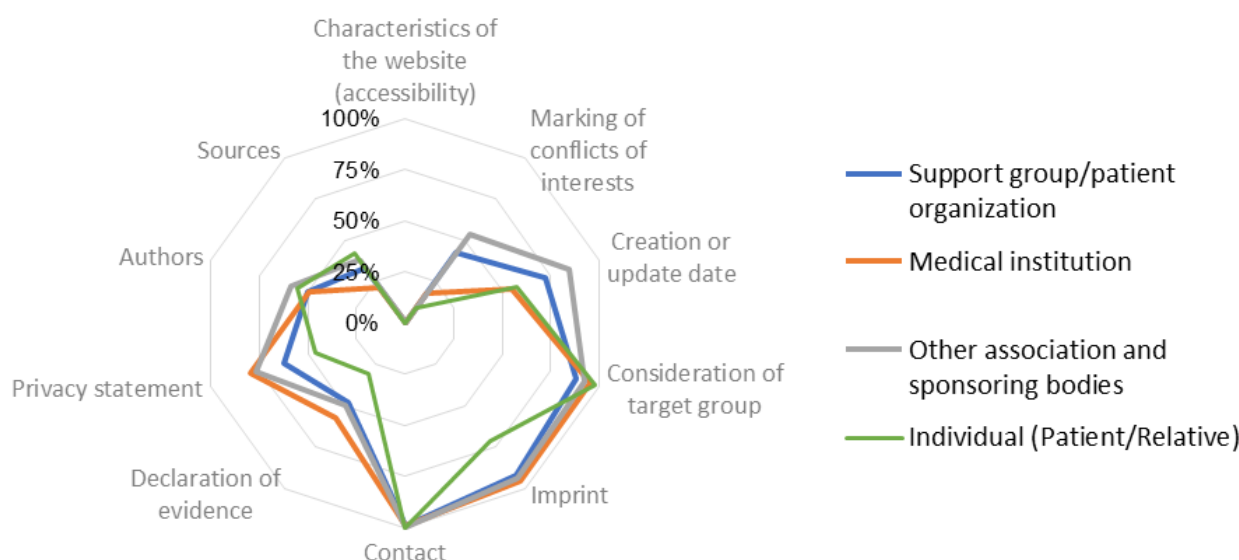 Characteristics of
the website
(accessibility)
100%
75%
50%
25%
0%
Marking of
conflicts of
interests
Creation or
update date
Consideration of
target group
Imprint
Contact
Declaration of
evidence
Privacy statement
Authors
Sources
Support group/patient
organization
Medical institution
Other association and
sponsoring bodies
Individual (Patient/Relative)